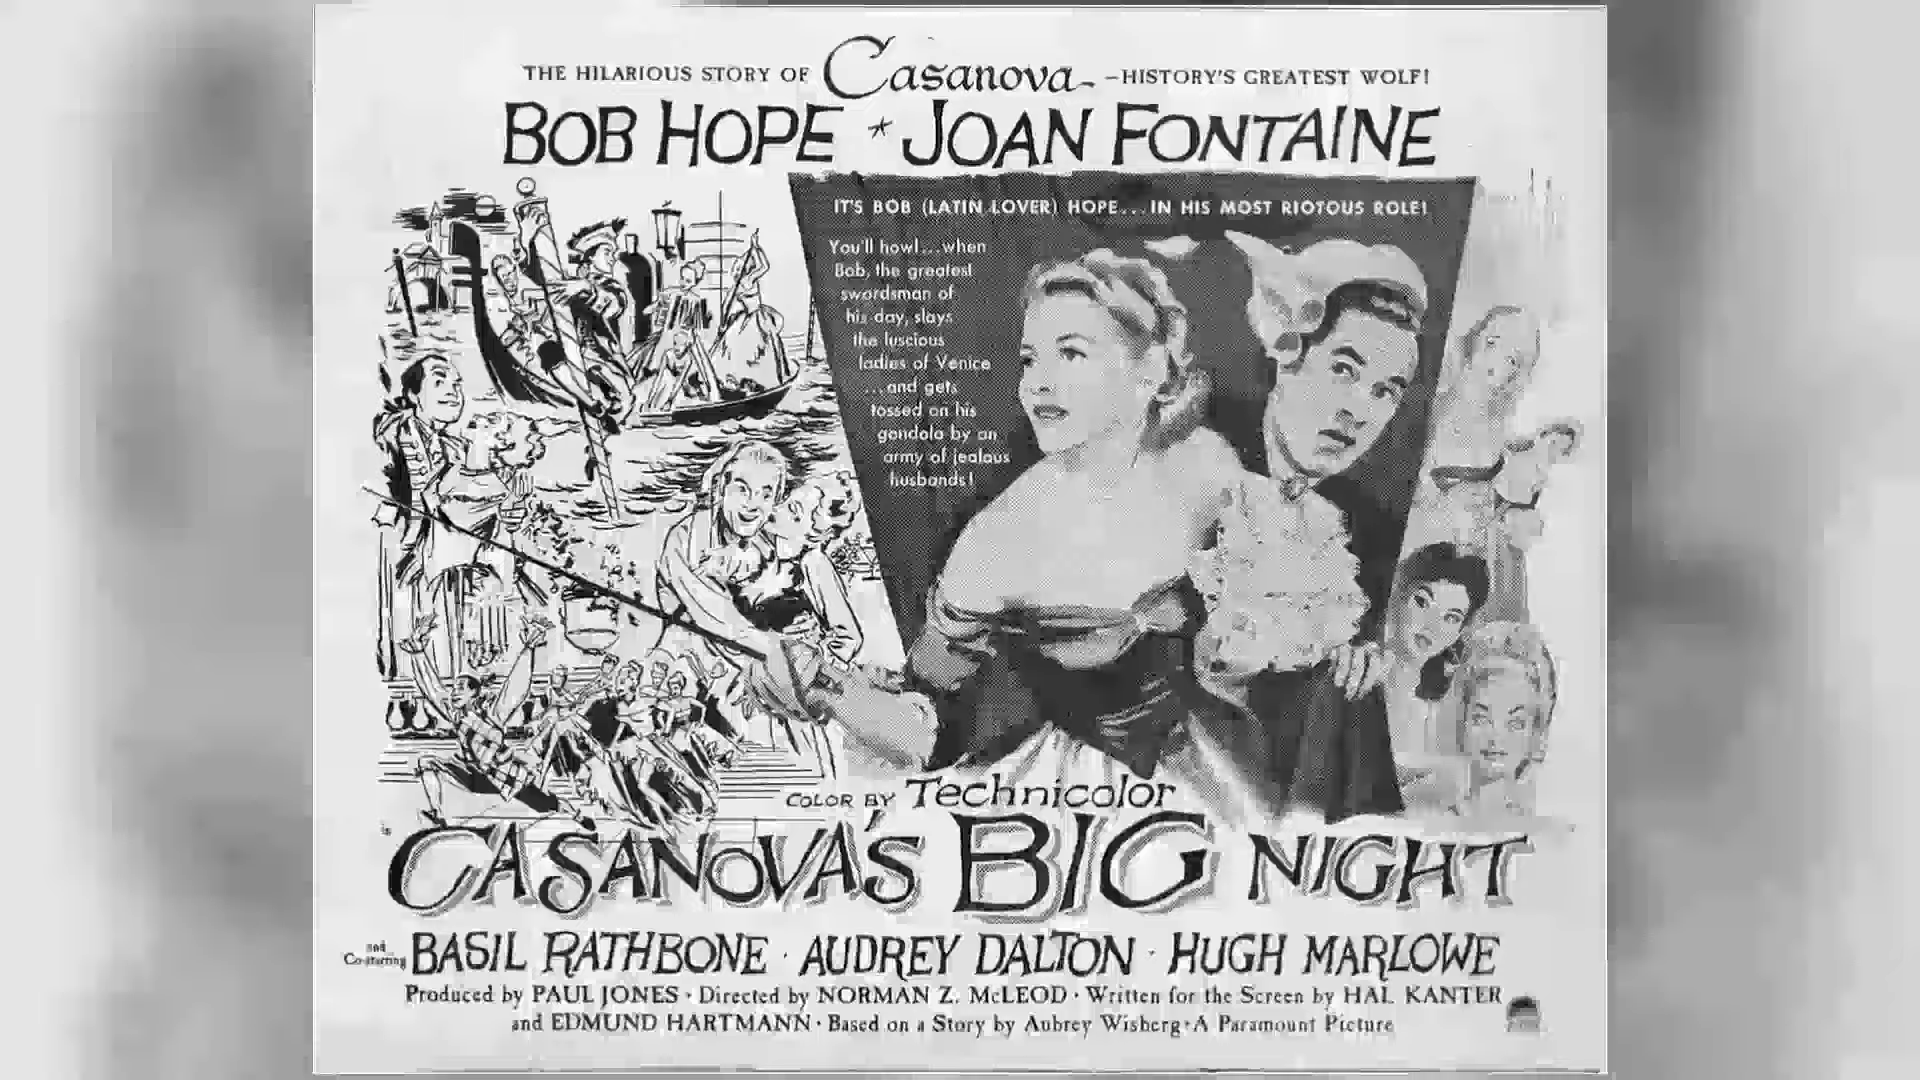 THE HILARIOUS STORY OF Casanova - HISTORY'S GREATEST WOLF!
BOB HOPE * JOAN FONTAINE
IT'S BOB (LATIN LOVER) HOPE... IN HIS MOST RIOTOUS ROLE!
You'll howl...when
Bob, the greatest
swordsman of
his day, slays
the luscious
ladies of Venice
...and gets
tossed on his
gondola by an
army of jealous
husbands!
COLOR BY Technicolor
in
CASANOVA'S BIG NIGHT
and
Co-starring BASIL RATHBONE · AUDREY DALTON · HUGH MARLOWE
Produced by PAUL JONES · Directed by NORMAN Z. McLEOD · Written for the Screen by HAL KANTER
and EDMUND HARTMANN · Based on a Story by Aubrey Wisberg · A Paramount Picture